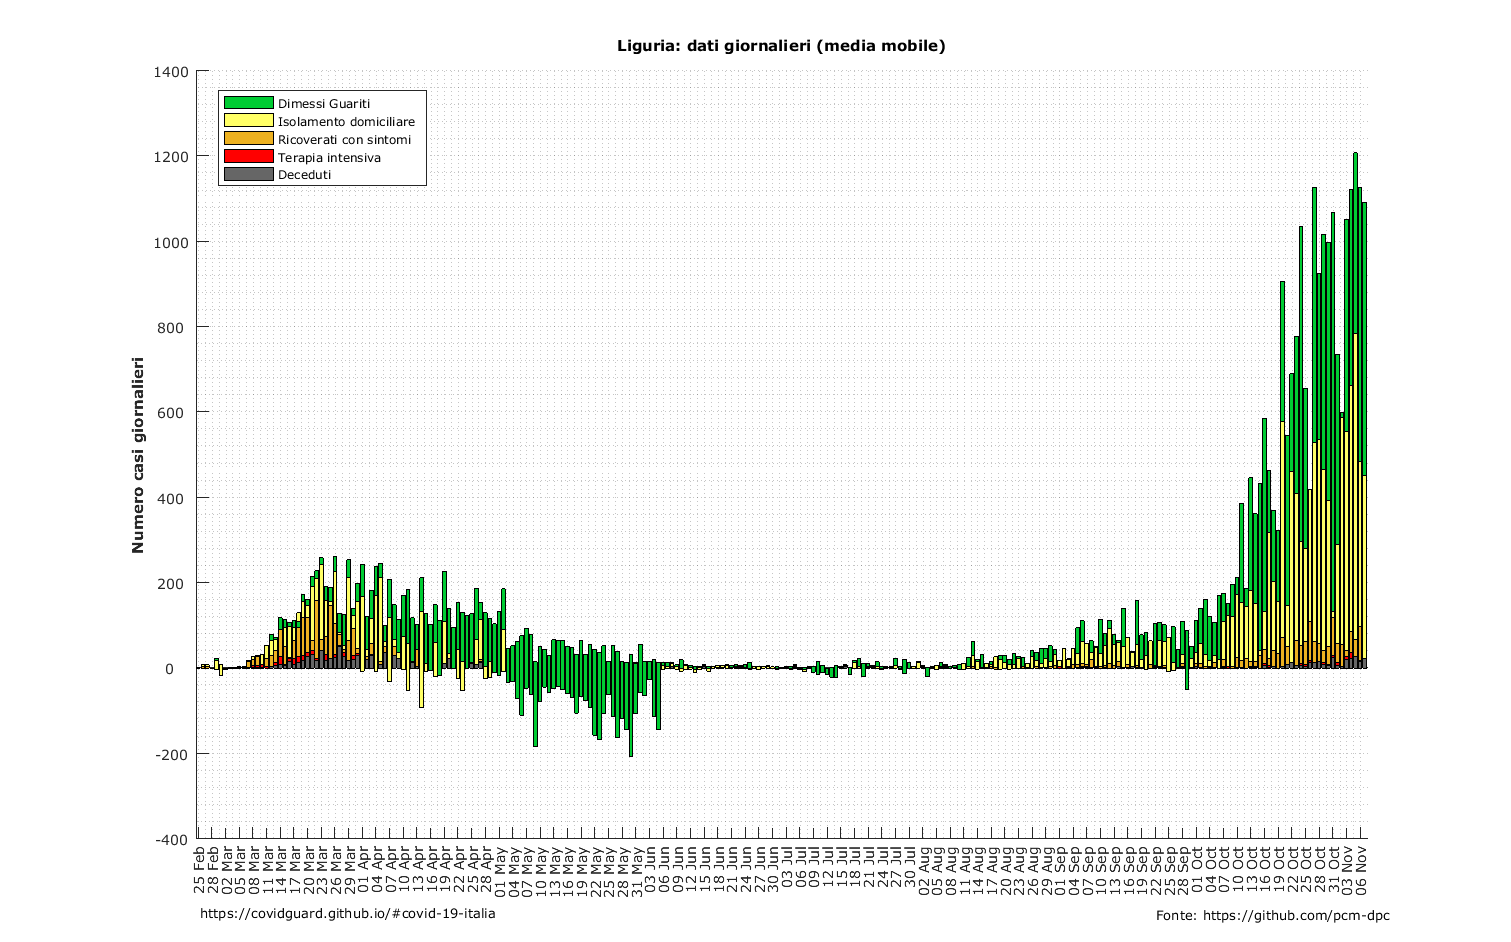 Liguria: dati giornalieri (media mobile)
Dimessi Guariti
Isolamento domiciliare
Ricoverati con sintomi
Terapia intensiva
Deceduti
Numero casi giornalieri
1400
1200
1000
800
600
400
200
0
-200
-400
25 Feb
28 Feb
02 Mar
05 Mar
08 Mar
11 Mar
14 Mar
17 Mar
20 Mar
23 Mar
26 Mar
29 Mar
01 Apr
04 Apr
07 Apr
10 Apr
13 Apr
16 Apr
19 Apr
22 Apr
25 Apr
28 Apr
01 May
04 May
07 May
10 May
13 May
16 May
19 May
22 May
25 May
28 May
31 May
03 Jun
06 Jun
09 Jun
12 Jun
15 Jun
18 Jun
21 Jun
24 Jun
27 Jun
30 Jun
03 Jul
06 Jul
09 Jul
12 Jul
15 Jul
18 Jul
21 Jul
24 Jul
27 Jul
30 Jul
02 Aug
05 Aug
08 Aug
11 Aug
14 Aug
17 Aug
20 Aug
23 Aug
26 Aug
29 Aug
01 Sep
04 Sep
07 Sep
10 Sep
13 Sep
16 Sep
19 Sep
22 Sep
25 Sep
28 Sep
01 Oct
04 Oct
07 Oct
10 Oct
13 Oct
16 Oct
19 Oct
22 Oct
25 Oct
28 Oct
31 Oct
03 Nov
06 Nov
https://covidguard.github.io/#covid-19-italia
Fonte: https://github.com/pcm-dpc